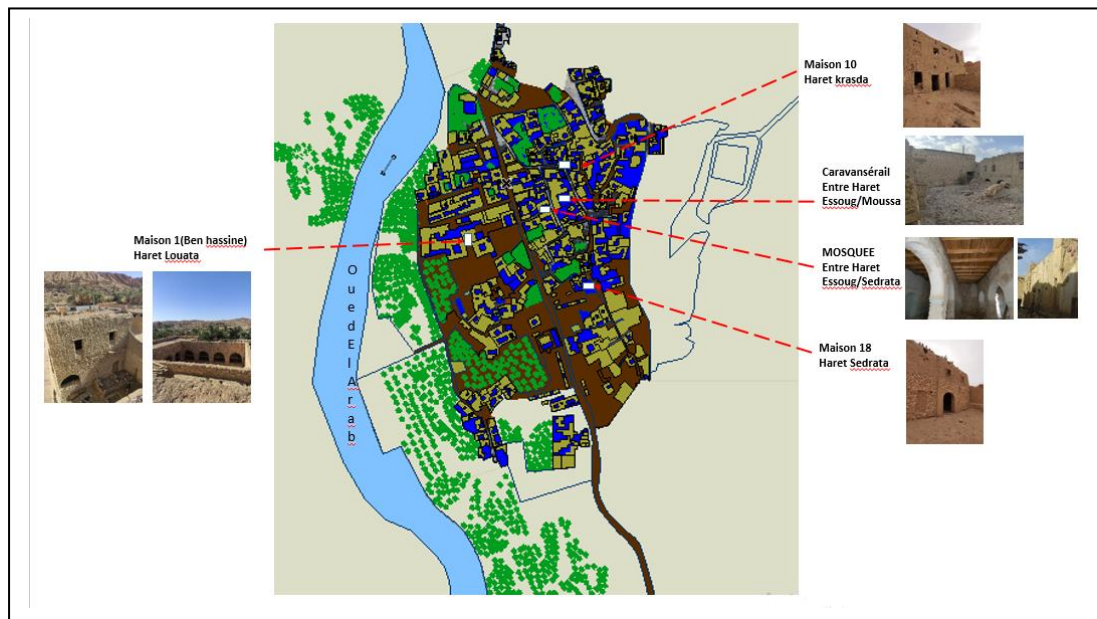 Maison 10
Haret krasda
Caravansérail
Entre Haret
Essoug/Moussa
Maison 1(Ben hassine)
Haret Louata
MOSQUEE
Entre Haret
Essoug/Sedrata
Maison 18
Haret Sedrata
OuedElArab